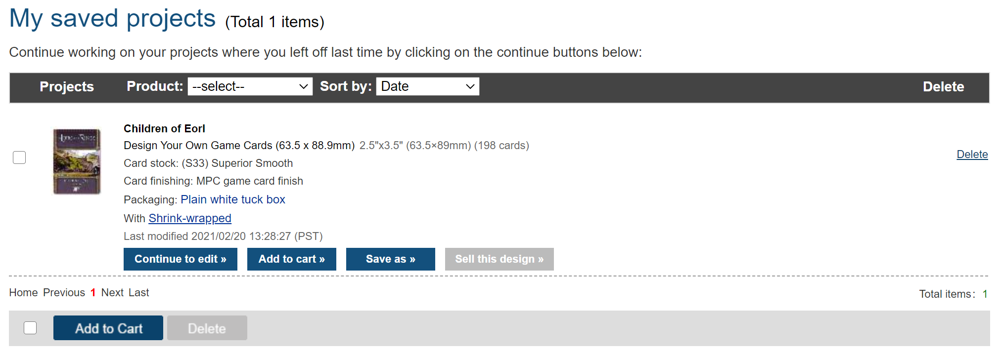 My saved projects (Total 1 items)
Continue working on your projects where you left off last time by clicking on the continue buttons below:
Projects Product: --select-- Sort by: Date Delete
Children of Eorl
Design Your Own Game Cards (63.5 x 88.9mm) 2.5"x3.5" (63.5×89mm) (198 cards)
Card stock: (S33) Superior Smooth
Delete
Card finishing: MPC game card finish
Packaging: Plain white tuck box
With Shrink-wrapped
Last modified 2021/02/20 13:28:27 (PST)
Continue to edit » Add to cart » Save as » Sell this design »
Home Previous 1 Next Last
Total items: 1
Add to Cart Delete